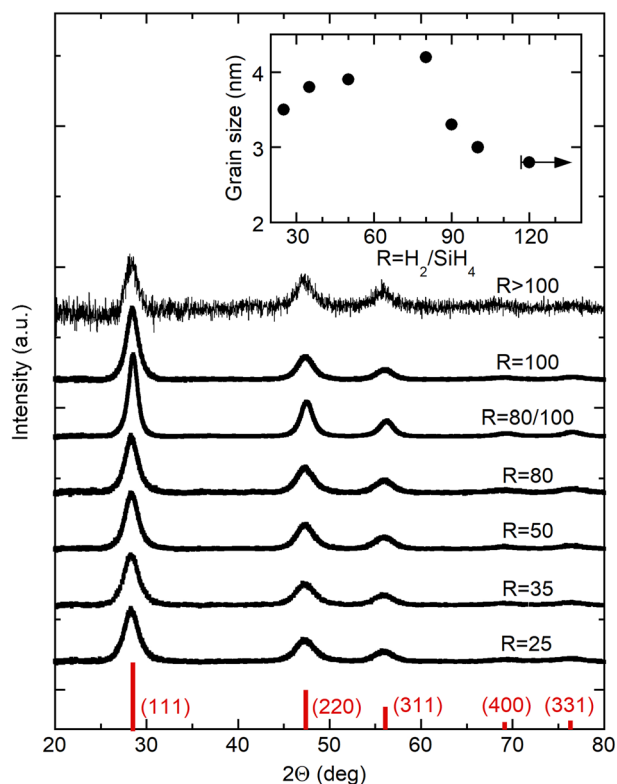 Grain size (nm)
4
3
2
30
60
90
120
R=H₂/SiH₄
Intensity (a.u.)
R>100
R=100
R=80/100
R=80
R=50
R=35
R=25
(111)
(220)
(311)
(400)
(331)
20
30
40
50
60
70
80
2Θ (deg)